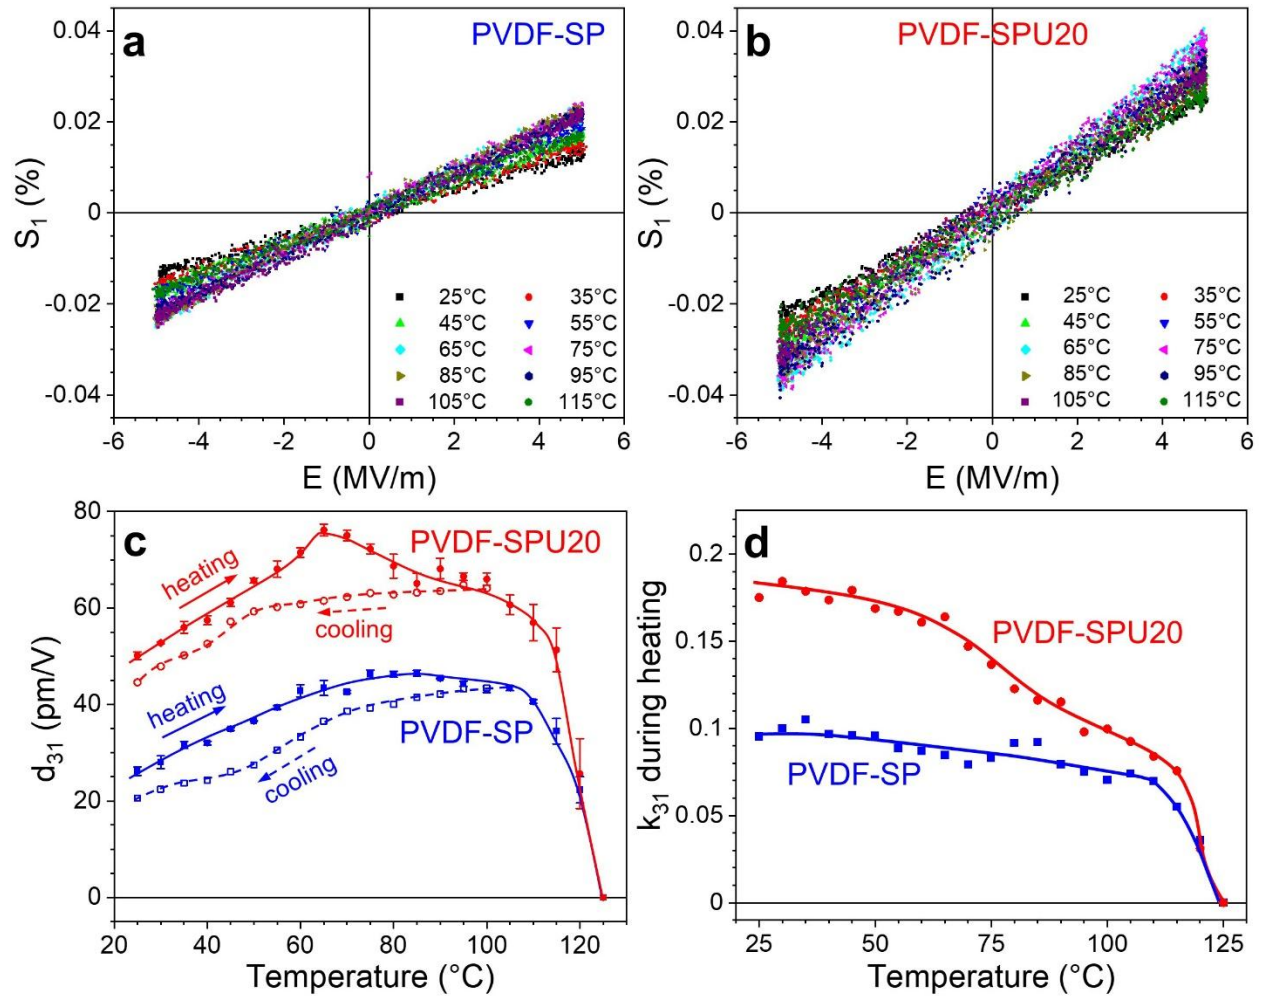 a
PVDF-SP
0.04
0.02
0
-0.02
-0.04
S1 (%)
25°C 35°C
45°C 55°C
65°C 75°C
85°C 95°C
105°C 115°C
-6 -4 -2 0 2 4 6
E (MV/m)
b
PVDF-SPU20
0.04
0.02
0
-0.02
-0.04
S1 (%)
25°C 35°C
45°C 55°C
65°C 75°C
85°C 95°C
105°C 115°C
-6 -4 -2 0 2 4 6
E (MV/m)
c
80
60
40
20
0
d31 (pm/V)
PVDF-SPU20
heating
cooling
heating
PVDF-SP
cooling
20 40 60 80 100 120
Temperature (°C)
d
0.2
0.15
0.1
0.05
0
k31 during heating
PVDF-SPU20
PVDF-SP
25 50 75 100 125
Temperature (°C)